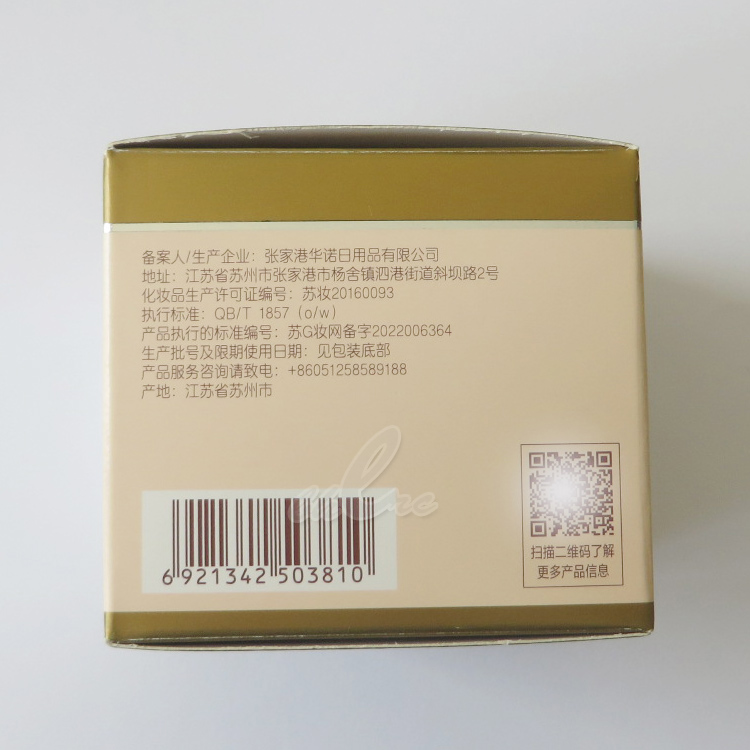 备案人/生产企业：张家港华诺日用品有限公司
地址：江苏省苏州市张家港市杨舍镇泗港街道斜坝路2号
化妆品生产许可证编号：苏妆20160093
执行标准：QB/T 1857（o/w）
产品执行的标准编号：苏G妆网备字2022006364
生产批号及限期使用日期：见包装底部
产品服务咨询请致电：+8605125858​9188
产地：江苏省苏州市
6 921342 503810
扫描二维码了解
更多产品信息